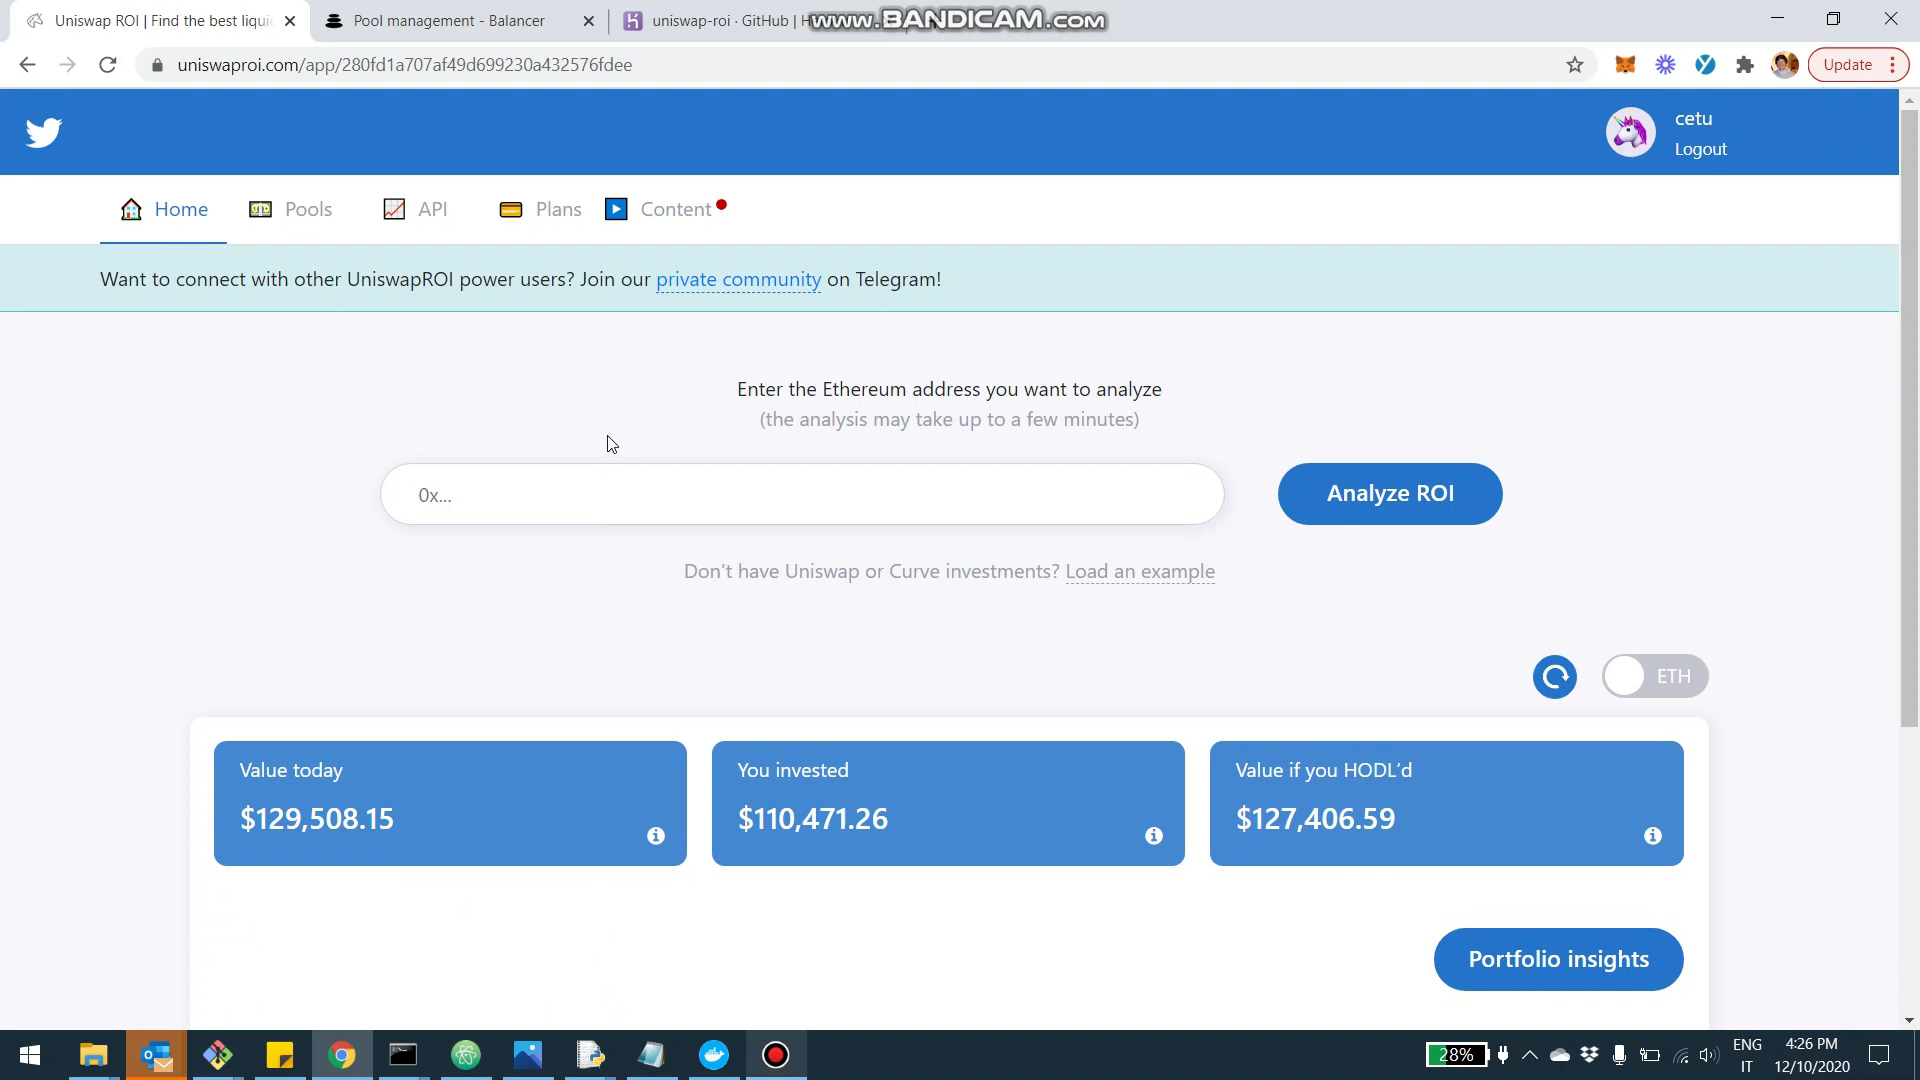 Uniswap ROI | Find the best liqui
Pool management - Balancer
uniswap-roi · GitHub | H
www.BANDICAM.com
uniswaproi.com/app/280fd1a707af49d699230a432576fdee
Update
cetu
Logout
Home
Pools
API
Plans
Content
Want to connect with other UniswapROI power users? Join our private community on Telegram!
Enter the Ethereum address you want to analyze
(the analysis may take up to a few minutes)
0x...
Analyze ROI
Don't have Uniswap or Curve investments? Load an example
ETH
Value today
$129,508.15
You invested
$110,471.26
Value if you HODL'd
$127,406.59
Portfolio insights
28%
ENG
IT
4:26 PM
12/10/2020